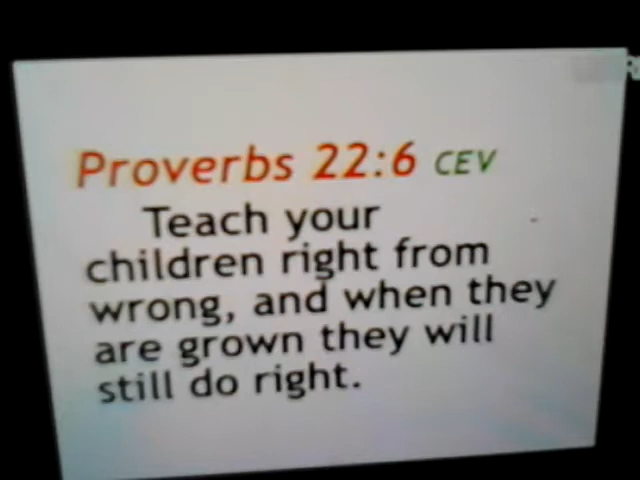 Proverbs 22:6 CEV
Teach your
children right from
wrong, and when they
are grown they will
still do right.